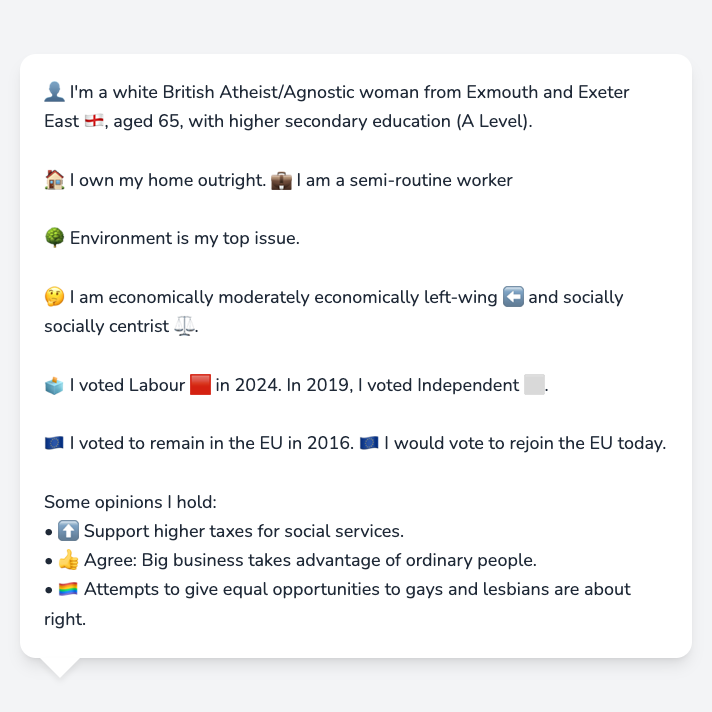 👤 I'm a white British Atheist/Agnostic woman from Exmouth and Exeter
East 🏴󠁧󠁢󠁥󠁮󠁧󠁿, aged 65, with higher secondary education (A Level).
🏠 I own my home outright. 💼 I am a semi-routine worker
🌳 Environment is my top issue.
🤔 I am economically moderately economically left-wing ⬅️ and socially
socially centrist ⚖️.
🗳️ I voted Labour 🟥 in 2024. In 2019, I voted Independent ⬜.
🇪🇺 I voted to remain in the EU in 2016. 🇪🇺 I would vote to rejoin the EU today.
Some opinions I hold:
• ⬆️ Support higher taxes for social services.
• 👍 Agree: Big business takes advantage of ordinary people.
• 🏳️‍🌈 Attempts to give equal opportunities to gays and lesbians are about
right.